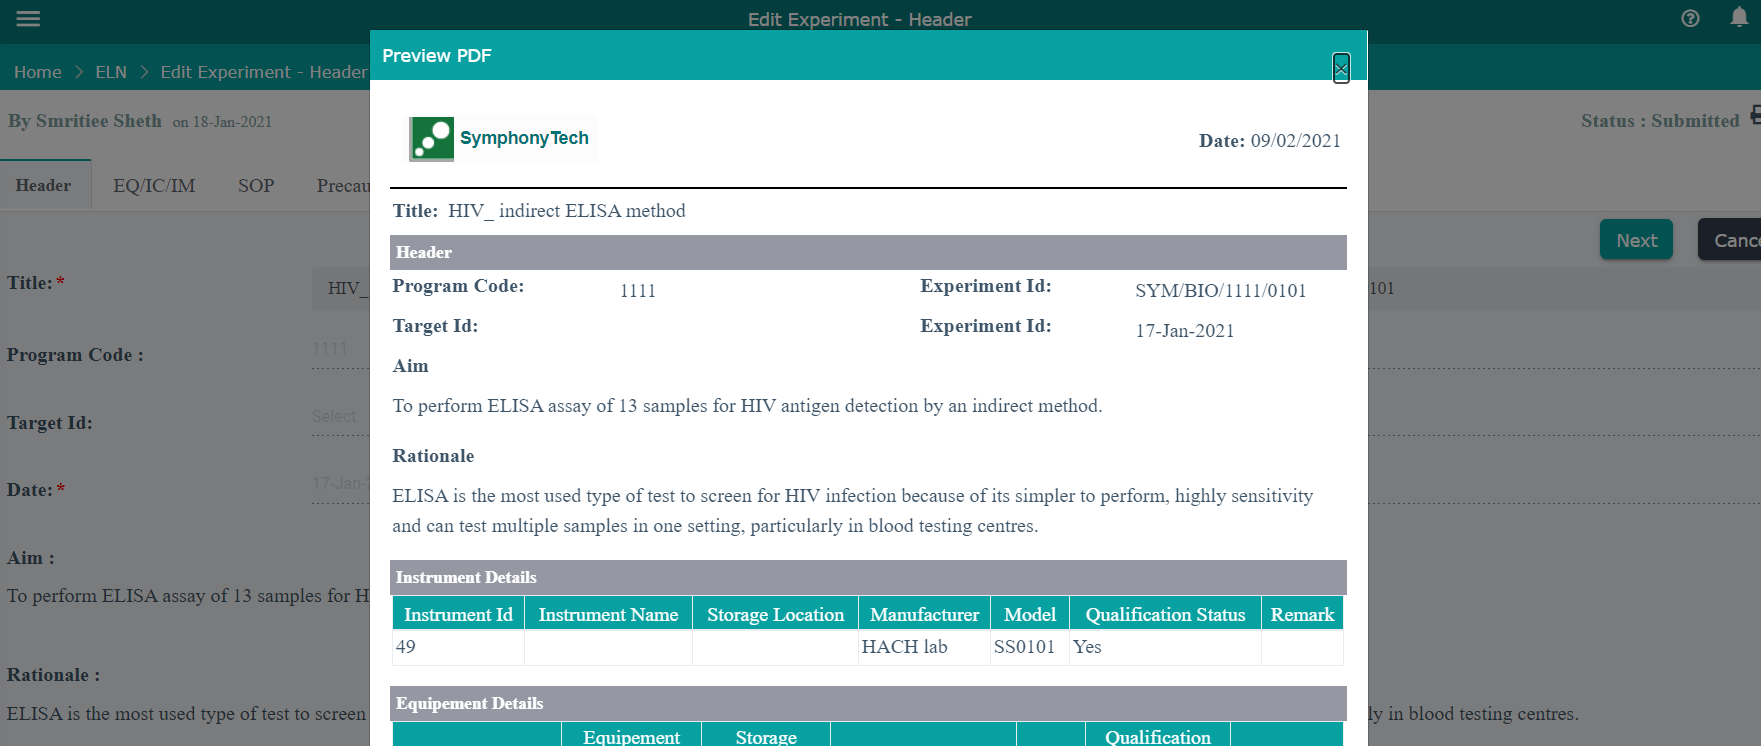 Edit Experiment - Header
Home > ELN > Edit Experiment - Header
By Smritiee Sheth on 18-Jan-2021
Status : Submitted
Header EQ/IC/IM SOP
Next
Title: *
HIV_
101
Program Code :
1111
Target Id:
Select
Date: *
17-Jan-
Aim :
To perform ELISA assay of 13 samples for H
Rationale :
ELISA is the most used type of test to screen
ly in blood testing centres.
Preview PDF
SymphonyTech
Date: 09/02/2021
Title: HIV_ indirect ELISA method
Header
Program Code: 1111 Experiment Id: SYM/BIO/1111/0101
Target Id: Experiment Id: 17-Jan-2021
Aim
To perform ELISA assay of 13 samples for HIV antigen detection by an indirect method.
Rationale
ELISA is the most used type of test to screen for HIV infection because of its simpler to perform, highly sensitivity
and can test multiple samples in one setting, particularly in blood testing centres.
Instrument Details
Instrument Id Instrument Name Storage Location Manufacturer Model Qualification Status Remark
49 HACH lab SS0101 Yes
Equipement Details
Equipement Storage Qualification